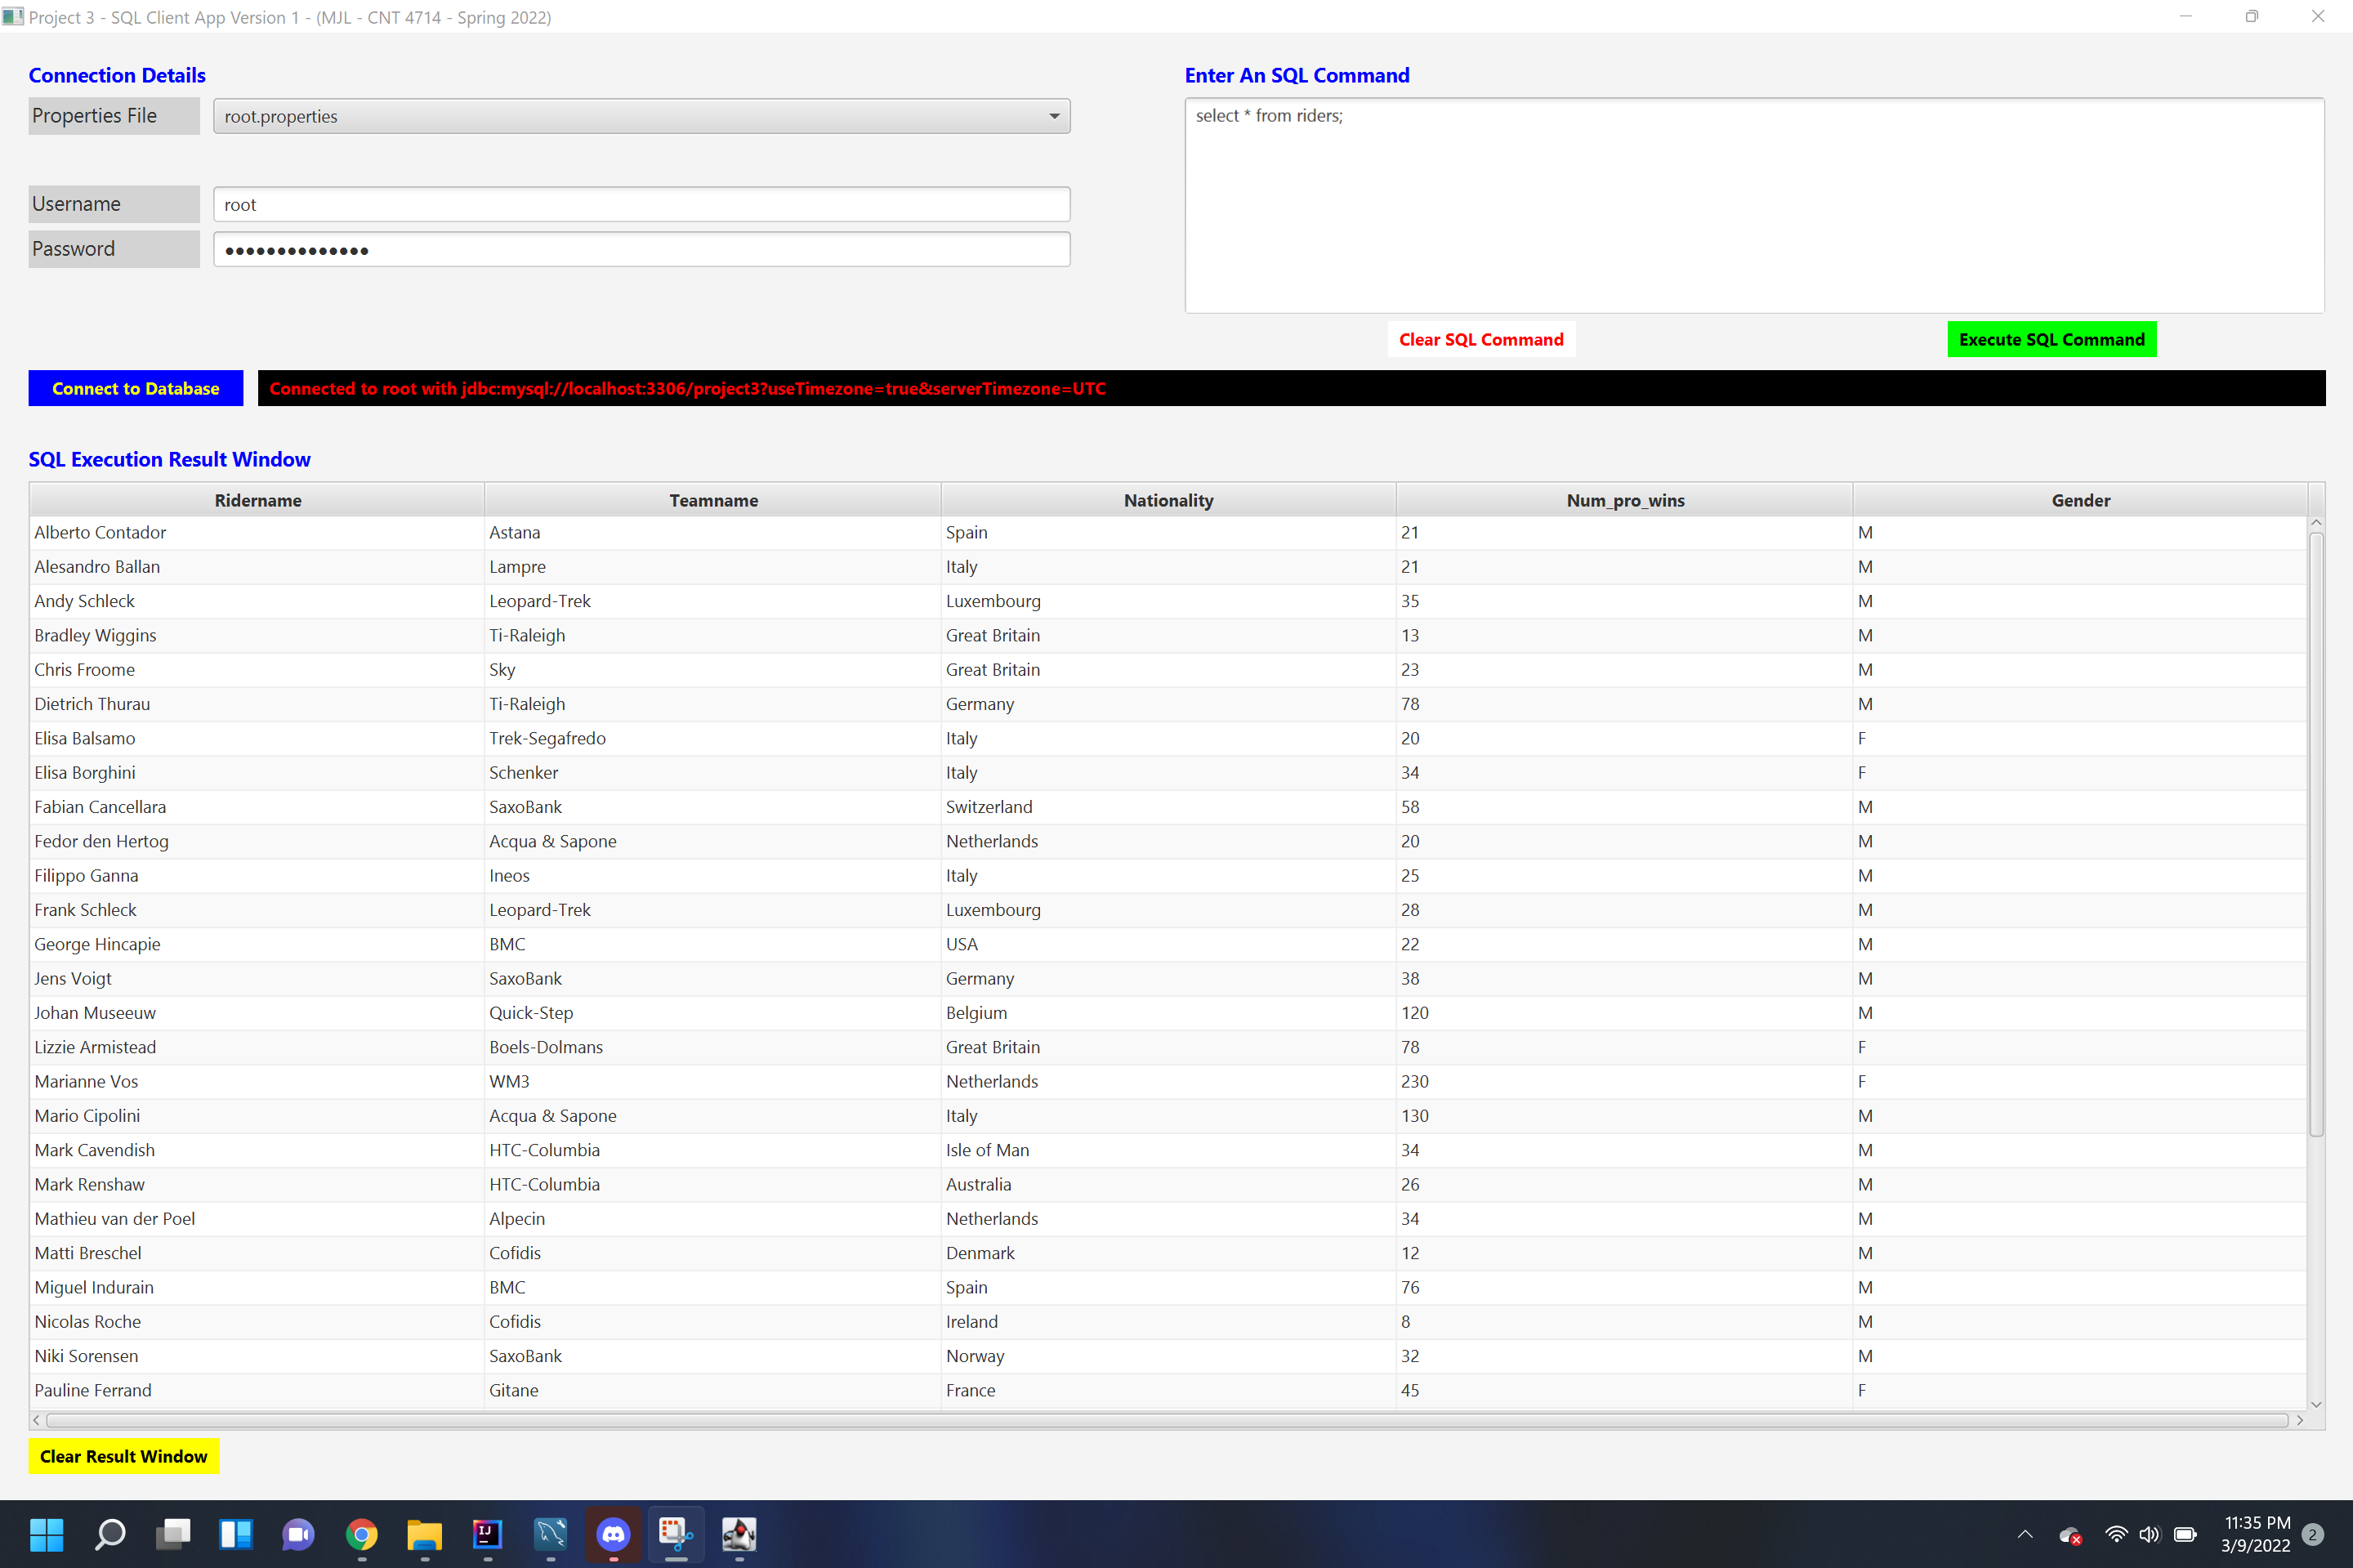 Project 3 - SQL Client App Version 1 - (MJL - CNT 4714 - Spring 2022)
Connection Details
Properties File root.properties
Username root
Password ●●●●●●●●●●●●●●
Enter An SQL Command
select * from riders;
Clear SQL Command Execute SQL Command
Connect to Database Connected to root with jdbc:mysql://localhost:3306/project3?useTimezone=true&serverTimezone=UTC
SQL Execution Result Window
Ridername Teamname Nationality Num_pro_wins Gender
Alberto Contador Astana Spain 21 M
Alesandro Ballan Lampre Italy 21 M
Andy Schleck Leopard-Trek Luxembourg 35 M
Bradley Wiggins Ti-Raleigh Great Britain 13 M
Chris Froome Sky Great Britain 23 M
Dietrich Thurau Ti-Raleigh Germany 78 M
Elisa Balsamo Trek-Segafredo Italy 20 F
Elisa Borghini Schenker Italy 34 F
Fabian Cancellara SaxoBank Switzerland 58 M
Fedor den Hertog Acqua & Sapone Netherlands 20 M
Filippo Ganna Ineos Italy 25 M
Frank Schleck Leopard-Trek Luxembourg 28 M
George Hincapie BMC USA 22 M
Jens Voigt SaxoBank Germany 38 M
Johan Museeuw Quick-Step Belgium 120 M
Lizzie Armistead Boels-Dolmans Great Britain 78 F
Marianne Vos WM3 Netherlands 230 F
Mario Cipolini Acqua & Sapone Italy 130 M
Mark Cavendish HTC-Columbia Isle of Man 34 M
Mark Renshaw HTC-Columbia Australia 26 M
Mathieu van der Poel Alpecin Netherlands 34 M
Matti Breschel Cofidis Denmark 12 M
Miguel Indurain BMC Spain 76 M
Nicolas Roche Cofidis Ireland 8 M
Niki Sorensen SaxoBank Norway 32 M
Pauline Ferrand Gitane France 45 F
Clear Result Window
IJ
11:35 PM
3/9/2022
2